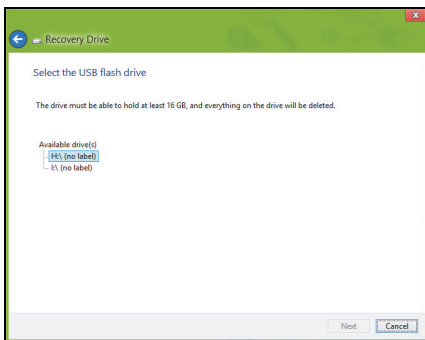 Recovery Drive
Select the USB flash drive
The drive must be able to hold at least 16 GB, and everything on the drive will be deleted.
Available drive(s)
H:\ (no label)
I:\ (no label)
Next
Cancel